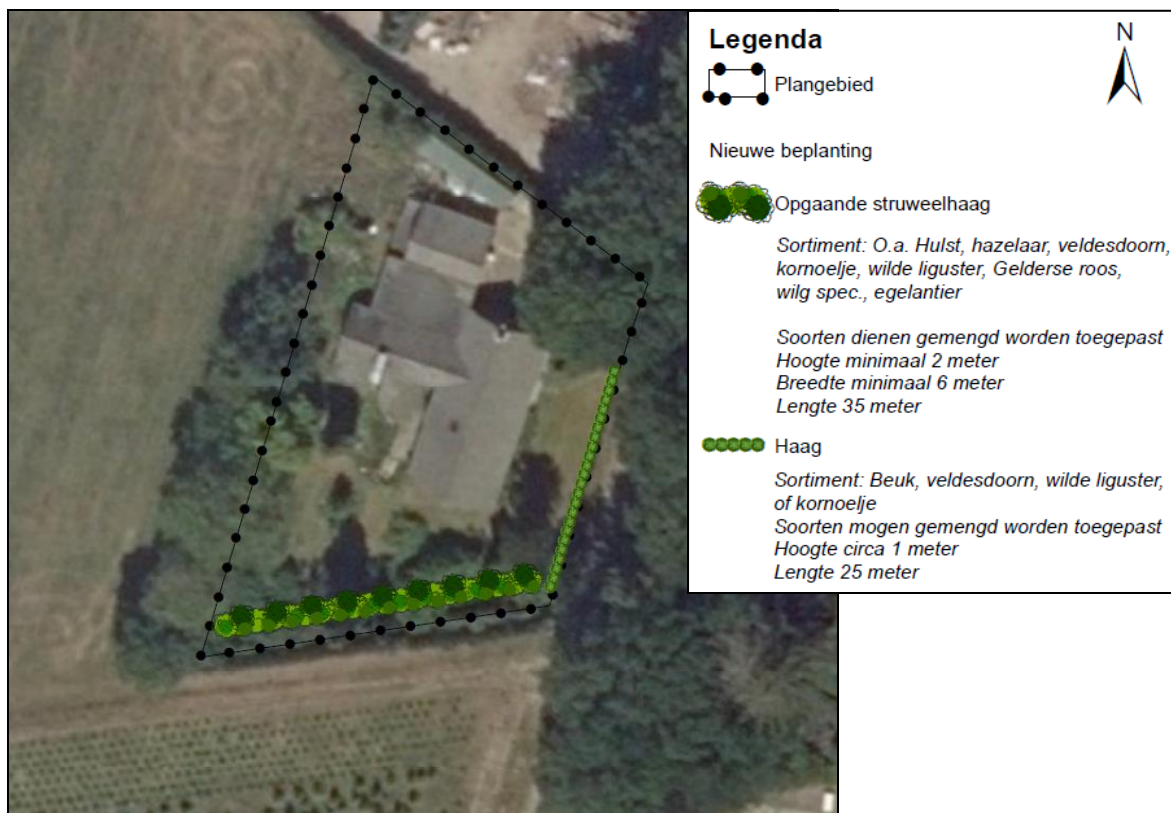 Legenda
N
Plangebied
Nieuwe beplanting
Opgaande struweelhaag
Sortiment: O.a. Hulst, hazelaar, veldesdoorn,
kornoelje, wilde liguster, Gelderse roos,
wilg spec., egelantier
Soorten dienen gemengd worden toegepast
Hoogte minimaal 2 meter
Breedte minimaal 6 meter
Lengte 35 meter
Haag
Sortiment: Beuk, veldesdoorn, wilde liguster,
of kornoelje
Soorten mogen gemengd worden toegepast
Hoogte circa 1 meter
Lengte 25 meter